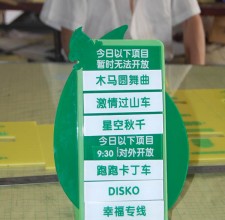 今日以下项目
暂时无法开放
木马圆舞曲
激情过山车
星空秋千
今日以下项目
9:30 对外开放
跑跑卡丁车
DISKO
幸福专线